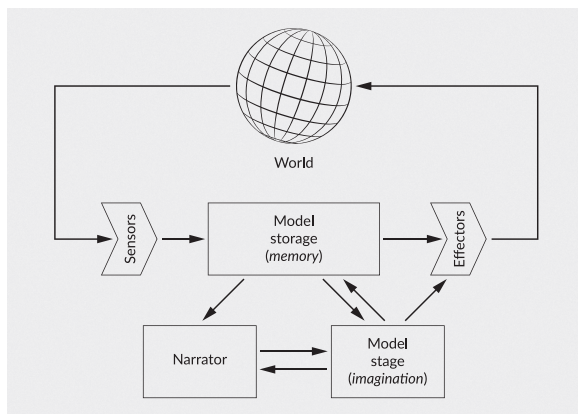 World
Sensors
Model
storage
(memory)
Effectors
Narrator
Model
stage
(imagination)